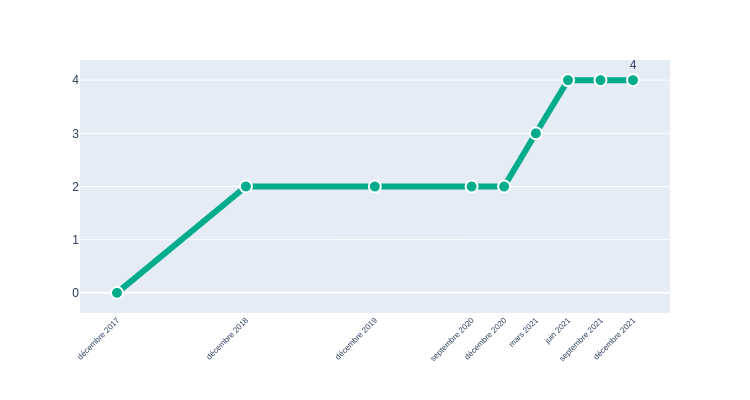 4
4
3
2
1
0
décembre 2017
décembre 2018
décembre 2019
septembre 2020
décembre 2020
mars 2021
juin 2021
septembre 2021
décembre 2021